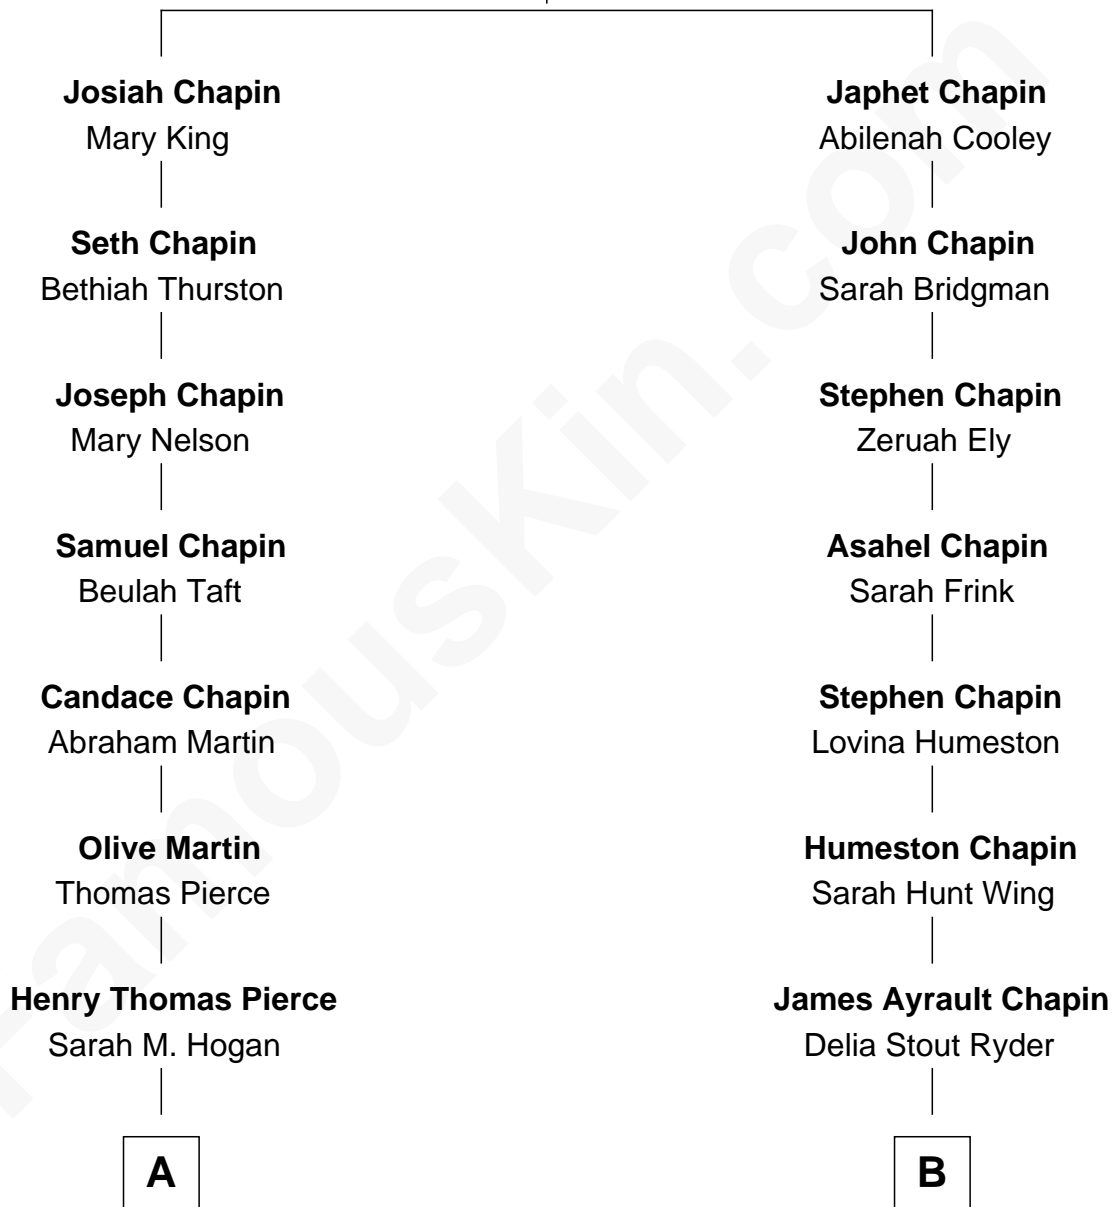 Josiah Chapin
Mary King
Seth Chapin
Bethiah Thurston
Joseph Chapin
Mary Nelson
Samuel Chapin
Beulah Taft
Candace Chapin
Abraham Martin
Olive Martin
Thomas Pierce
Henry Thomas Pierce
Sarah M. Hogan
A
Japhet Chapin
Abilenah Cooley
John Chapin
Sarah Bridgman
Stephen Chapin
Zeruah Ely
Asahel Chapin
Sarah Frink
Stephen Chapin
Lovina Humeston
Humeston Chapin
Sarah Hunt Wing
James Ayrault Chapin
Delia Stout Ryder
B
FamousKin.com